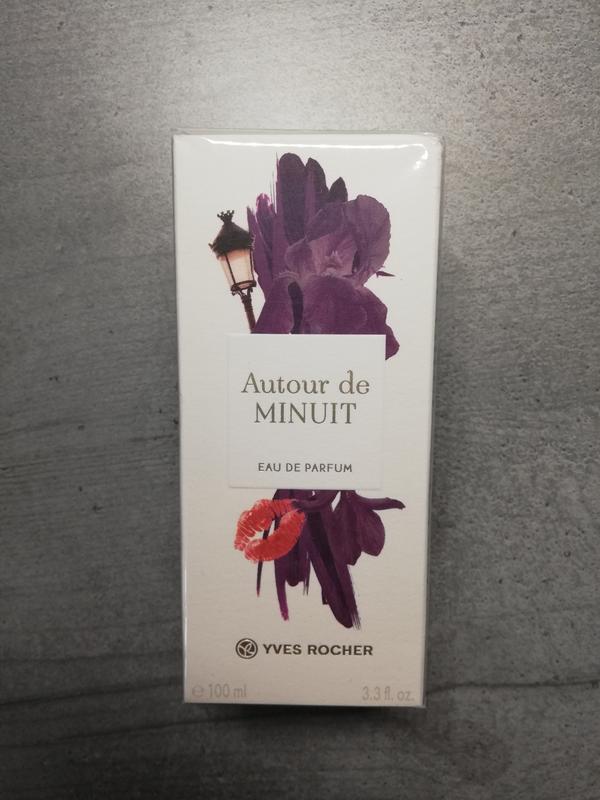 Autour de
MINUIT
EAU DE PARFUM
YVES ROCHER
℮ 100 ml 3.3 fl. oz.